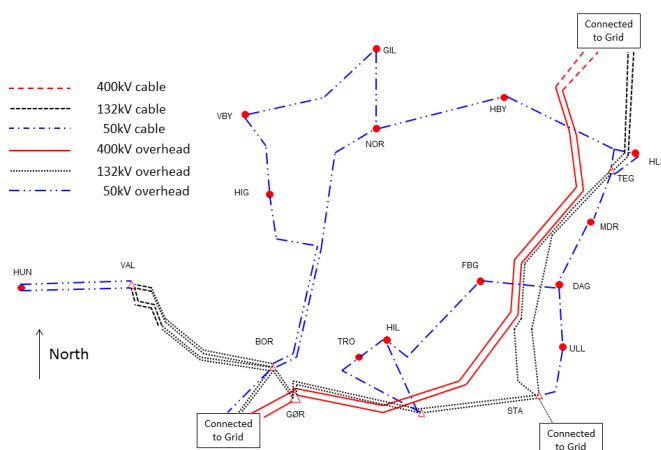 Connected
to Grid
GIL
400kV cable
132kV cable
50kV cable
400kV overhead
132kV overhead
50kV overhead
VBY
HBY
NOR
HL
TEG
HIG
MDR
HUN
VAL
FBG
DAG
North
BOR
TRO
HIL
ULL
GØR
STA
Connected
to Grid
Connected
to Grid